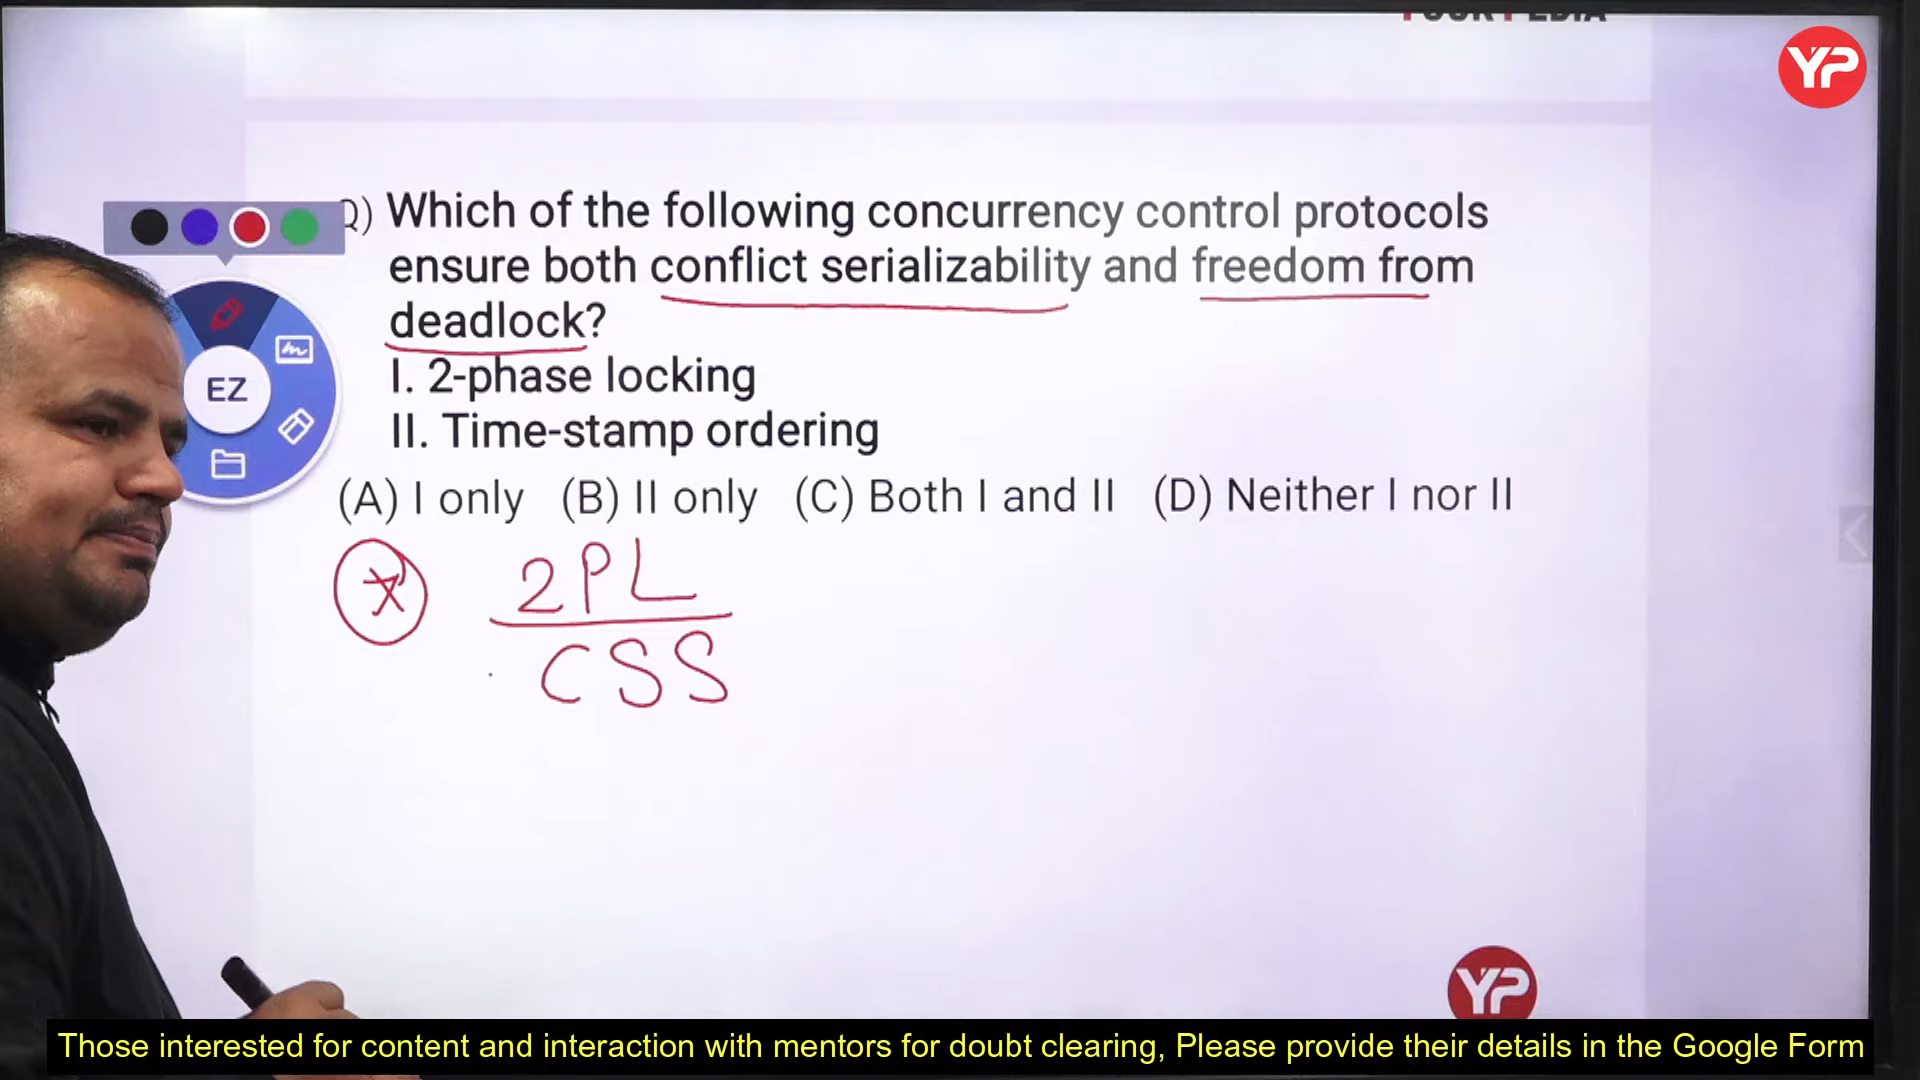 YP
Q) Which of the following concurrency control protocols
ensure both conflict serializability and freedom from
deadlock?
EZ
I. 2-phase locking
II. Time-stamp ordering
(A) I only (B) II only (C) Both I and II (D) Neither I nor II
2PL
CSS
YP
Those interested for content and interaction with mentors for doubt clearing, Please provide their details in the Google Form